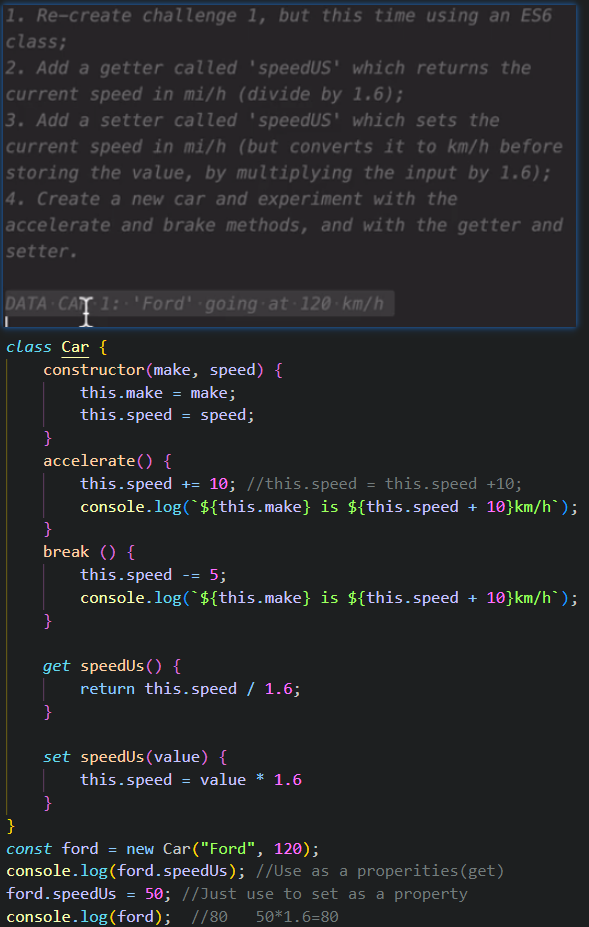 1. Re-create challenge 1, but this time using an ES6
class;
2. Add a getter called 'speedUS' which returns the
current speed in mi/h (divide by 1.6);
3. Add a setter called 'speedUS' which sets the
current speed in mi/h (but converts it to km/h before
storing the value, by multiplying the input by 1.6);
4. Create a new car and experiment with the
accelerate and brake methods, and with the getter and
setter.
DATA CAR 1: 'Ford' going at 120 km/h
class Car {
constructor(make, speed) {
this.make = make;
this.speed = speed;
}
accelerate() {
this.speed += 10; //this.speed = this.speed +10;
console.log(`${this.make} is ${this.speed + 10}km/h`);
}
break () {
this.speed -= 5;
console.log(`${this.make} is ${this.speed + 10}km/h`);
}
get speedUs() {
return this.speed / 1.6;
}
set speedUs(value) {
this.speed = value * 1.6
}
}
const ford = new Car("Ford", 120);
console.log(ford.speedUs); //Use as a properities(get)
ford.speedUs = 50; //Just use to set as a property
console.log(ford);  //80   50*1.6=80